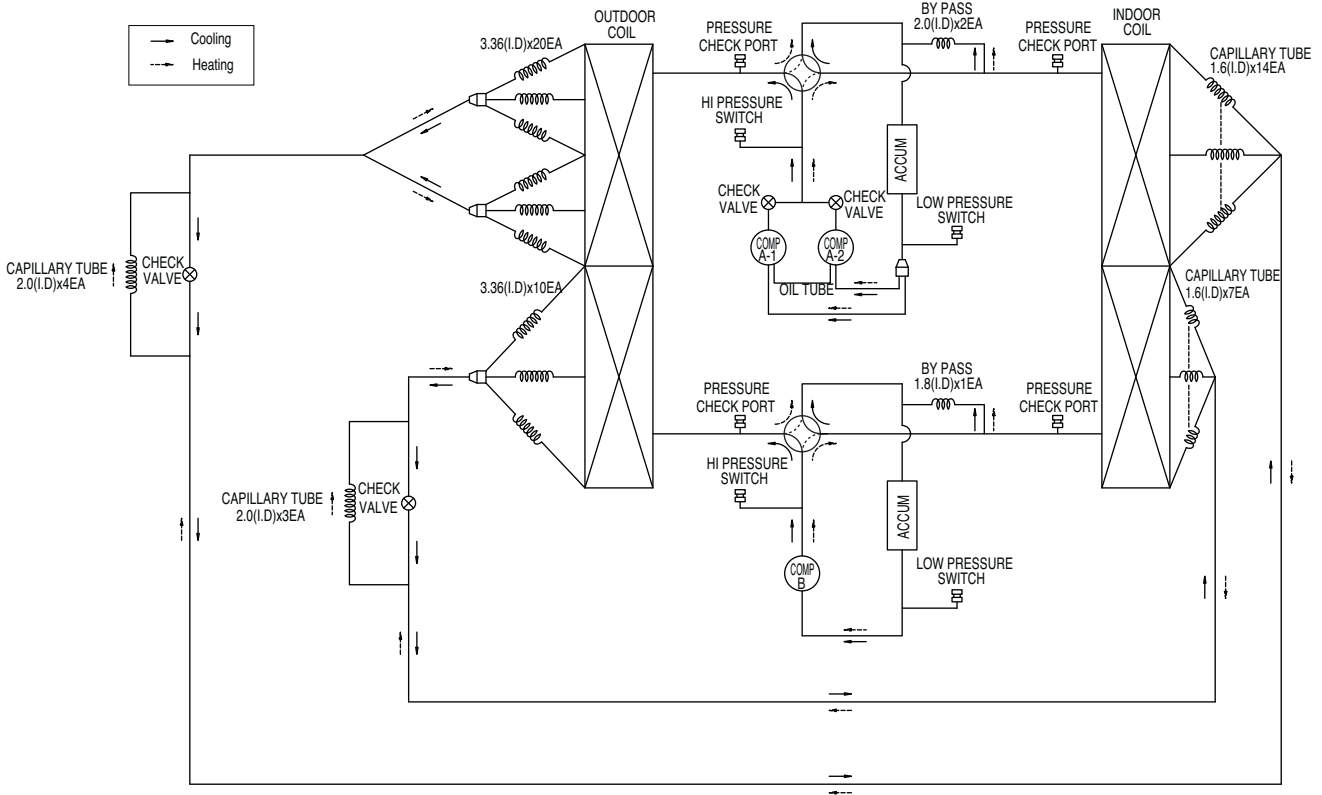 Cooling
Heating
3.36(I.D)x20EA
OUTDOOR
COIL
PRESSURE
CHECK PORT
BY PASS
2.0(I.D)x2EA
PRESSURE
CHECK PORT
INDOOR
COIL
CAPILLARY TUBE
1.6(I.D)x14EA
HI PRESSURE
SWITCH
ACCUM
CHECK
VALVE
CHECK
VALVE
LOW PRESSURE
SWITCH
COMP
A-1
COMP
A-2
OIL TUBE
CAPILLARY TUBE
2.0(I.D)x4EA
CHECK
VALVE
3.36(I.D)x10EA
CAPILLARY TUBE
1.6(I.D)x7EA
PRESSURE
CHECK PORT
BY PASS
1.8(I.D)x1EA
PRESSURE
CHECK PORT
HI PRESSURE
SWITCH
CAPILLARY TUBE
2.0(I.D)x3EA
CHECK
VALVE
ACCUM
COMP
B
LOW PRESSURE
SWITCH